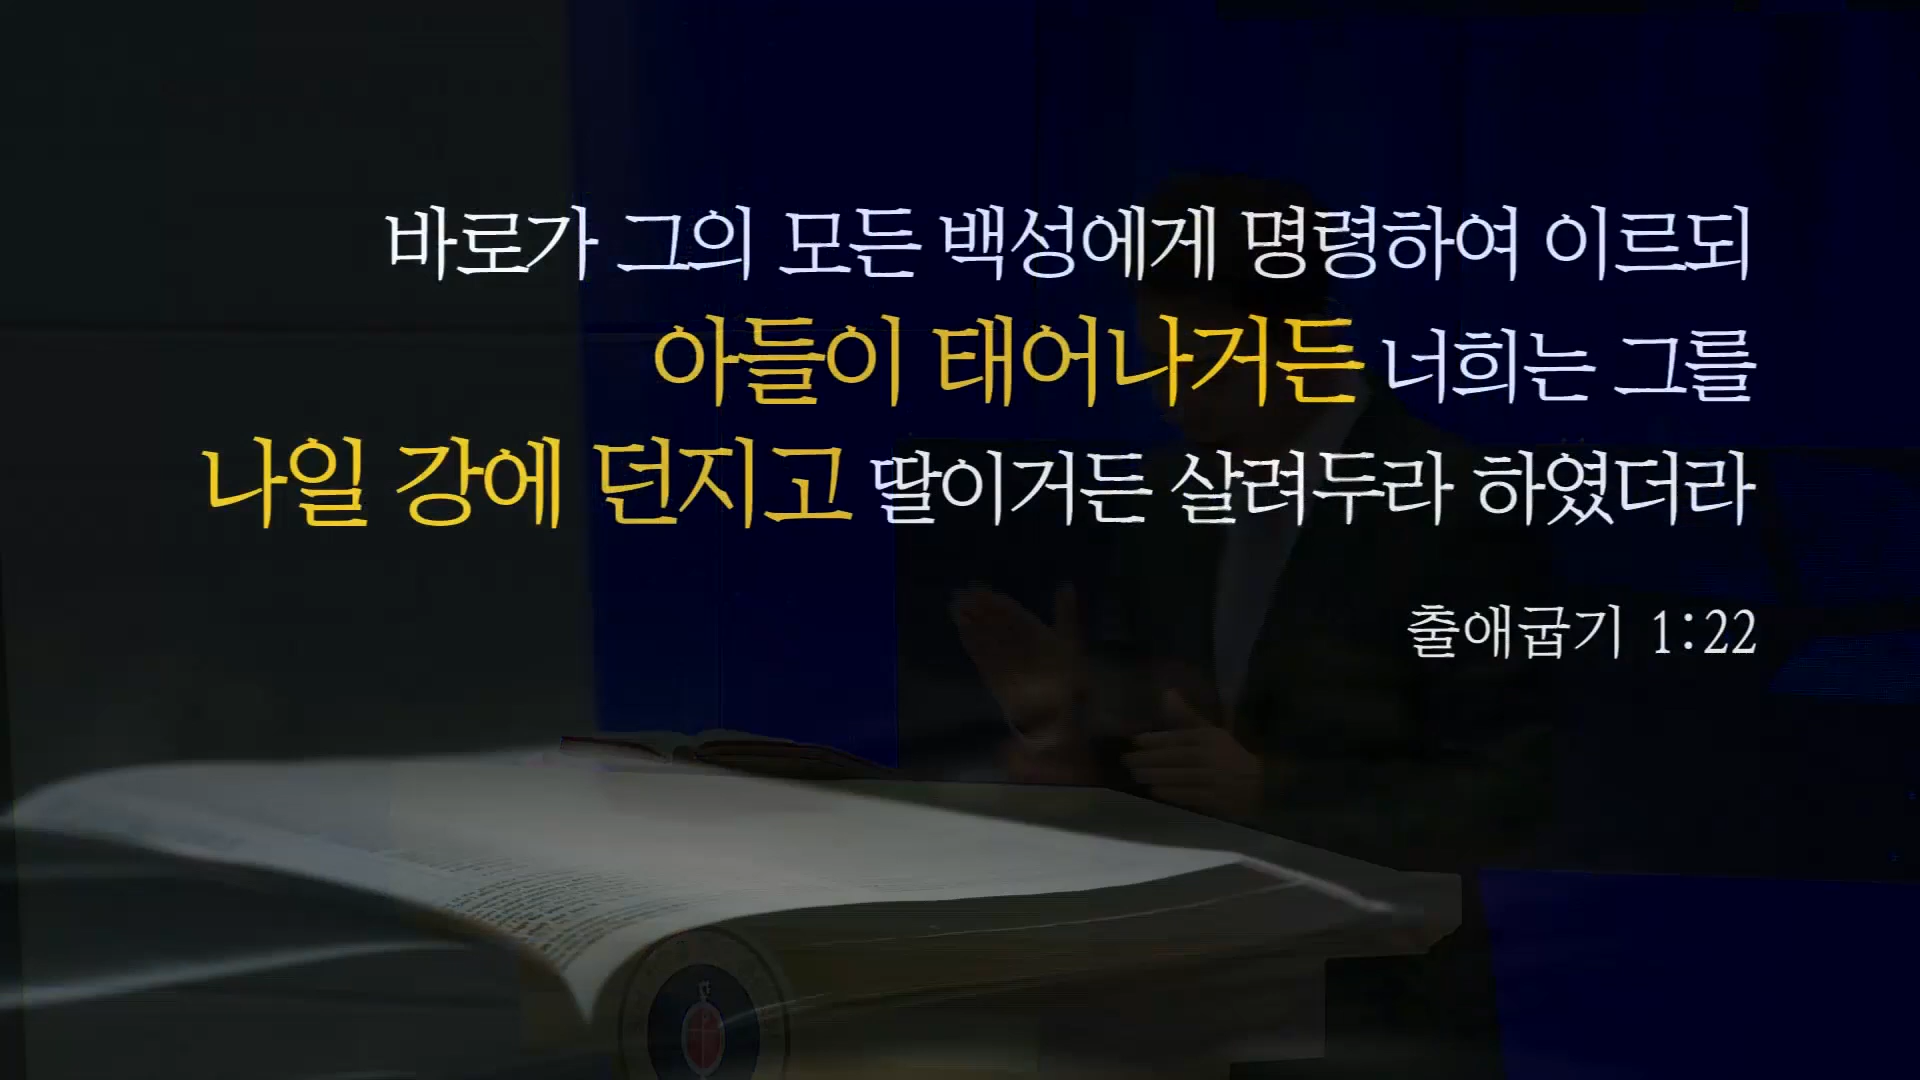 바로가 그의 모든 백성에게 명령하여 이르되
아들이 태어나거든 너희는 그를
나일 강에 던지고 딸이거든 살려두라 하였더라
출애굽기 1:22